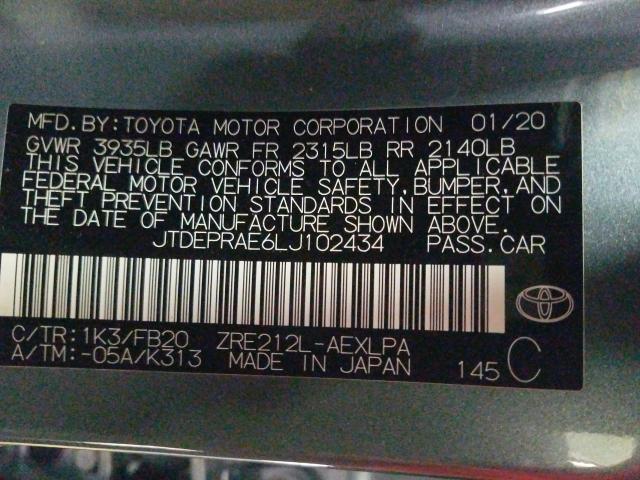 MFD.BY:TOYOTA MOTOR CORPORATION 01/20
GVWR 3935LB GAWR FR 2315LB RR 2140LB
THIS VEHICLE CONFORMS TO ALL APPLICABLE
FEDERAL MOTOR VEHICLE SAFETY,BUMPER,AND
THEFT PREVENTION STANDARDS IN EFFECT ON
THE DATE OF MANUFACTURE SHOWN ABOVE.
JTDEPRAE6LJ102434 PASS.CAR
C/TR:1K3/FB20 ZRE212L-AEXLPA
A/TM:-05A/K313 MADE IN JAPAN 145 C